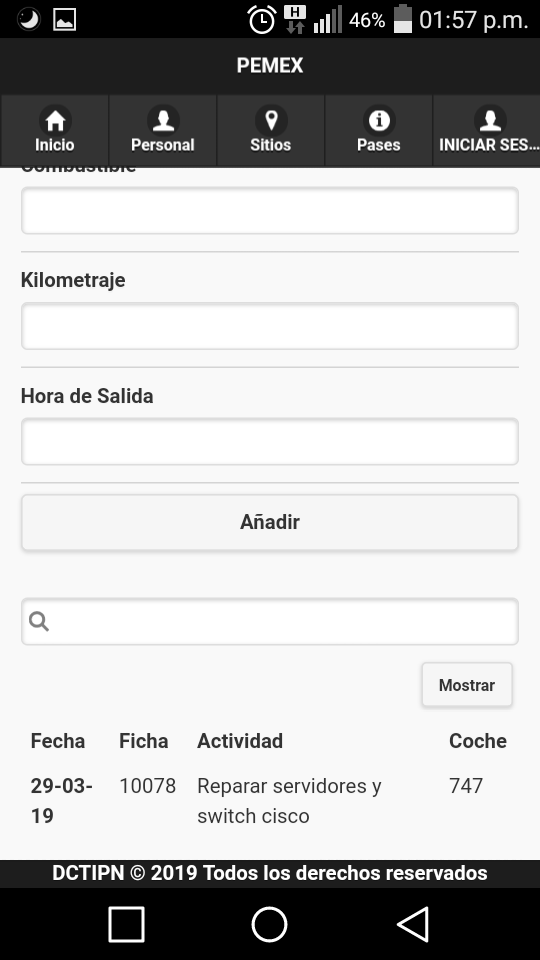 H
46%
01:57 p.m.
PEMEX
Inicio
Personal
Sitios
Pases
INICIAR SES...
Combustible
Kilometraje
Hora de Salida
Añadir
Mostrar
Fecha Ficha Actividad Coche
29-03- 10078 Reparar servidores y 747
19 switch cisco
DCTIPN © 2019 Todos los derechos reservados